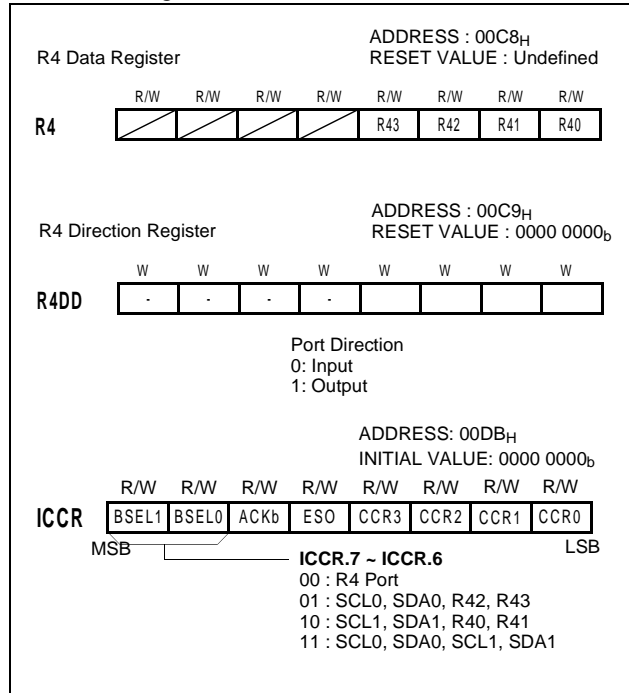 R4 Data Register
ADDRESS : 00C8H
RESET VALUE : Undefined
R/W R/W R/W R/W R/W R/W R/W R/W
R4 R43 R42 R41 R40
R4 Direction Register
ADDRESS : 00C9H
RESET VALUE : 0000 0000b
W W W W W W W W
R4DD - - - -
Port Direction
0: Input
1: Output
ADDRESS: 00DBH
INITIAL VALUE: 0000 0000b
R/W R/W R/W R/W R/W R/W R/W R/W
ICCR BSEL1 BSEL0 ACKb ESO CCR3 CCR2 CCR1 CCR0
MSB LSB
ICCR.7 ~ ICCR.6
00 : R4 Port
01 : SCL0, SDA0, R42, R43
10 : SCL1, SDA1, R40, R41
11 : SCL0, SDA0, SCL1, SDA1